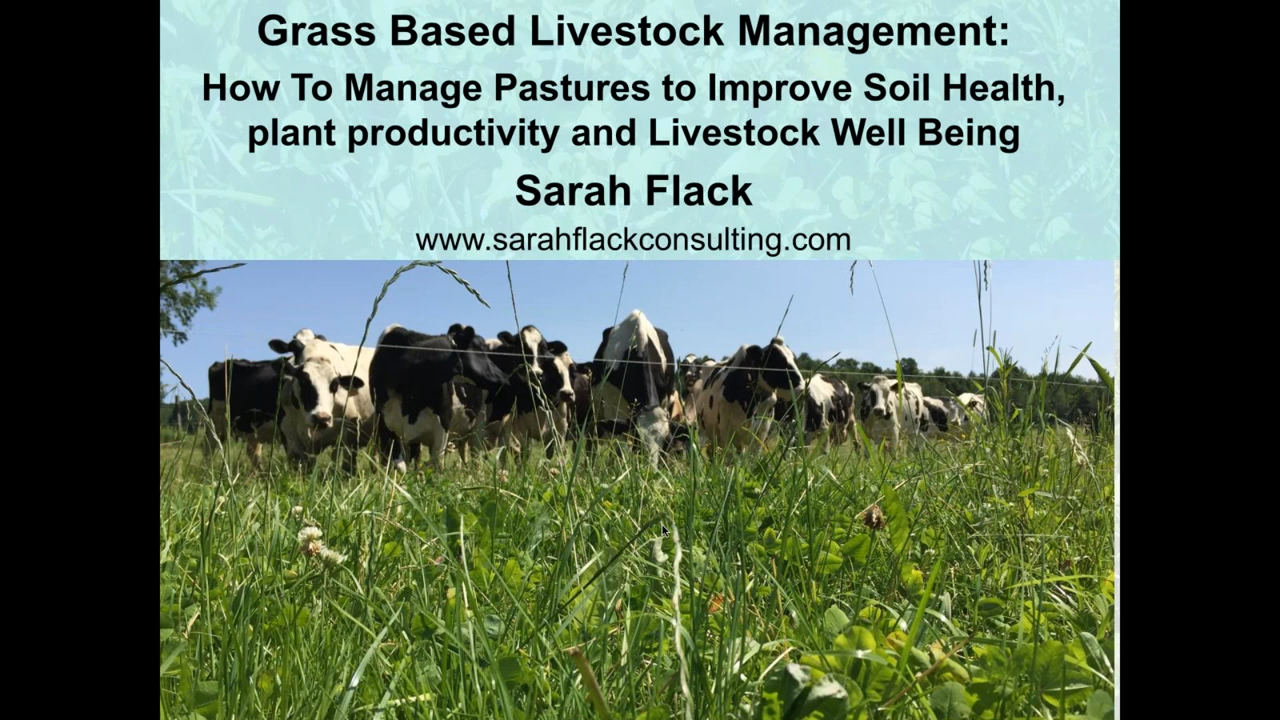 Grass Based Livestock Management:
How To Manage Pastures to Improve Soil Health,
plant productivity and Livestock Well Being
Sarah Flack
www.sarahflackconsulting.com